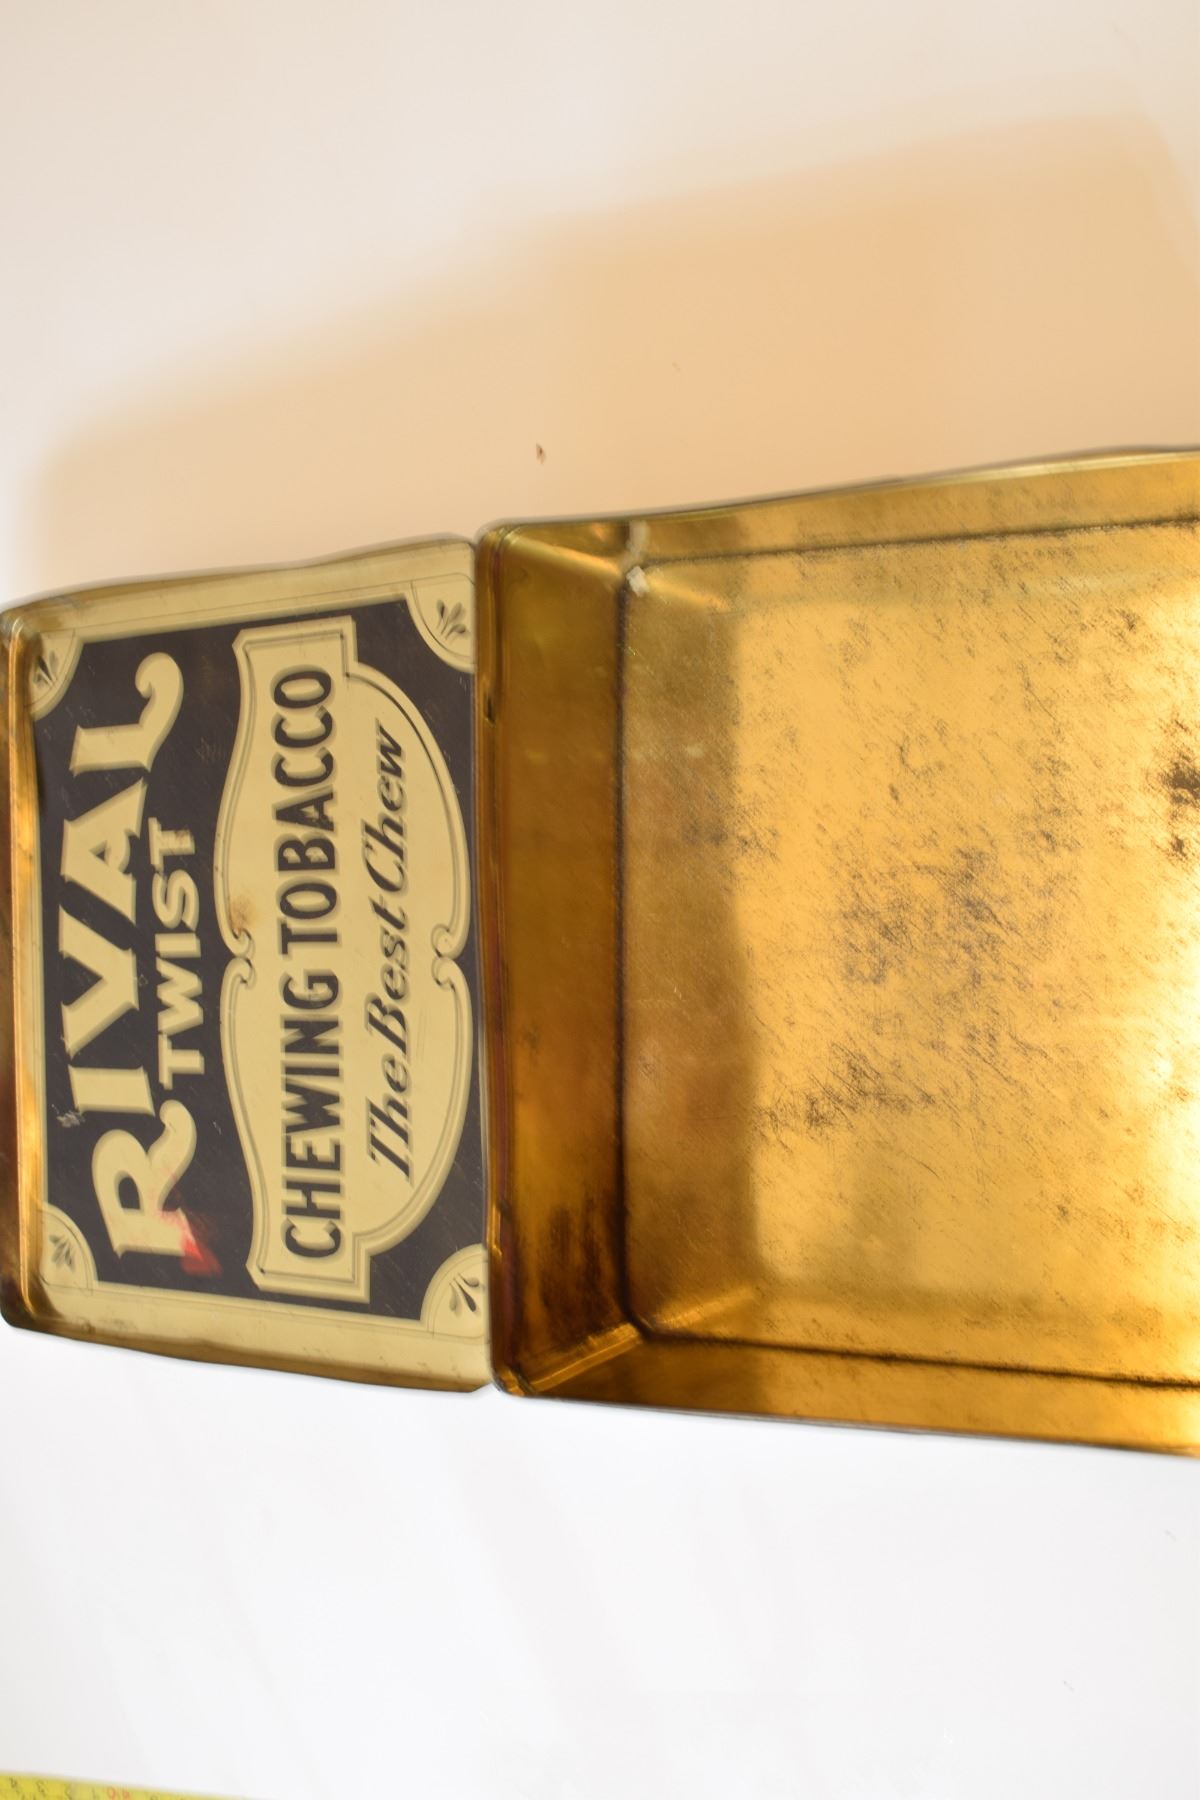 RIVAL
TWIST
CHEWING TOBACCO
The Best Chew